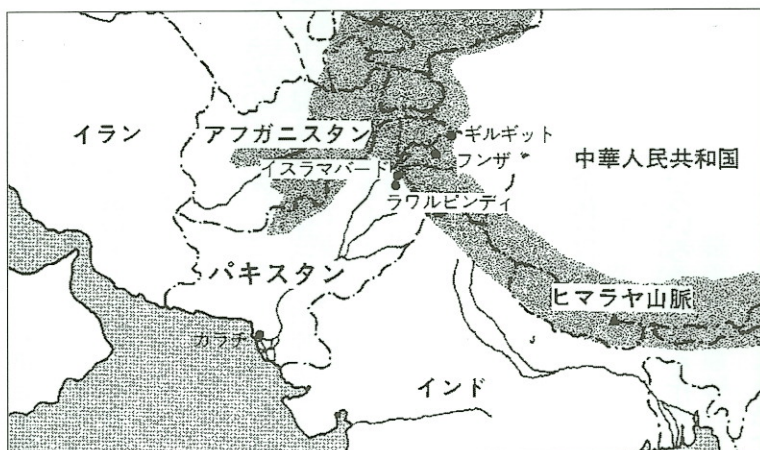 イラン
アフガニスタン
ギルギット
フンザ
イスラマバード
中華人民共和国
ラワルピンディ
パキスタン
ヒマラヤ山脈
カラチ
インド